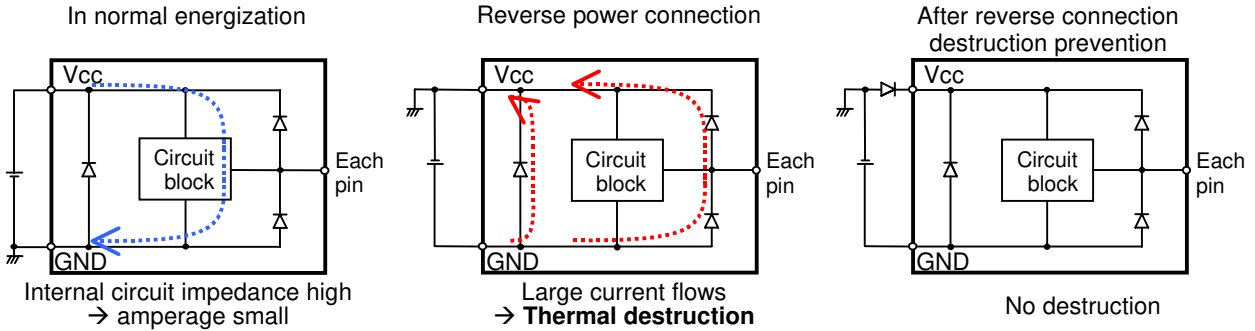 In normal energization
Vcc
Circuit
block
Each
pin
GND
Internal circuit impedance high
→ amperage small
Reverse power connection
Vcc
Circuit
block
Each
pin
GND
Large current flows
→ Thermal destruction
After reverse connection
destruction prevention
Vcc
Circuit
block
Each
pin
GND
No destruction